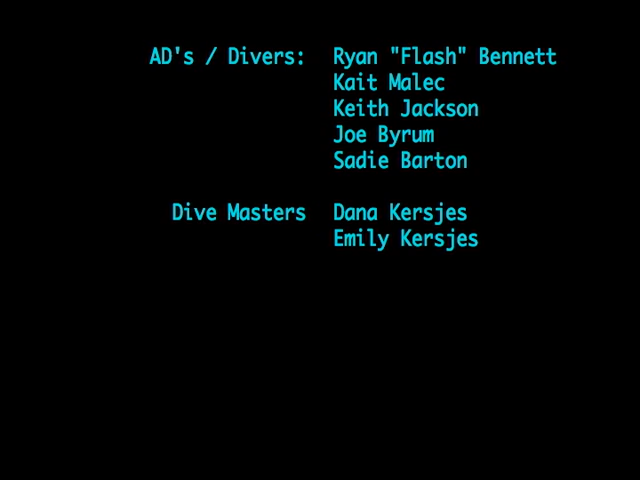 AD's / Divers: Ryan "Flash" Bennett
Kait Malec
Keith Jackson
Joe Byrum
Sadie Barton
Dive Masters Dana Kersjes
Emily Kersjes